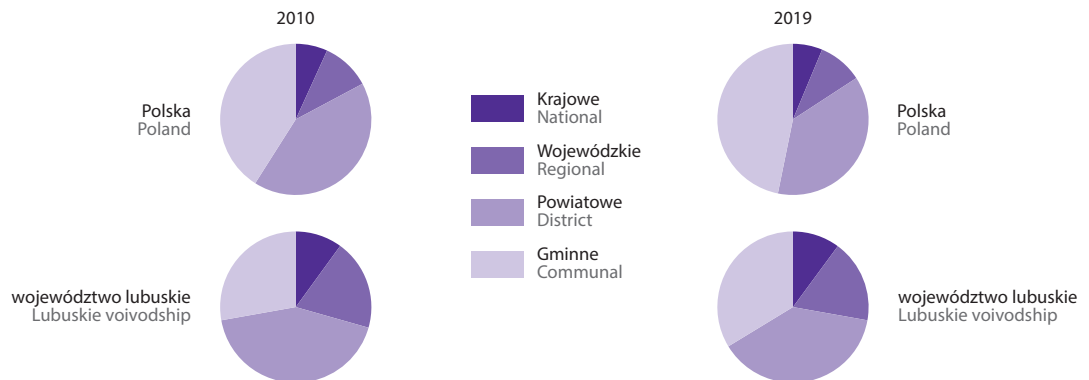 2010
2019
Polska
Poland
Krajowe
National
Wojewódzkie
Regional
Powiatowe
District
Gminne
Communal
Polska
Poland
województwo lubuskie
Lubuskie voivodship
województwo lubuskie
Lubuskie voivodship